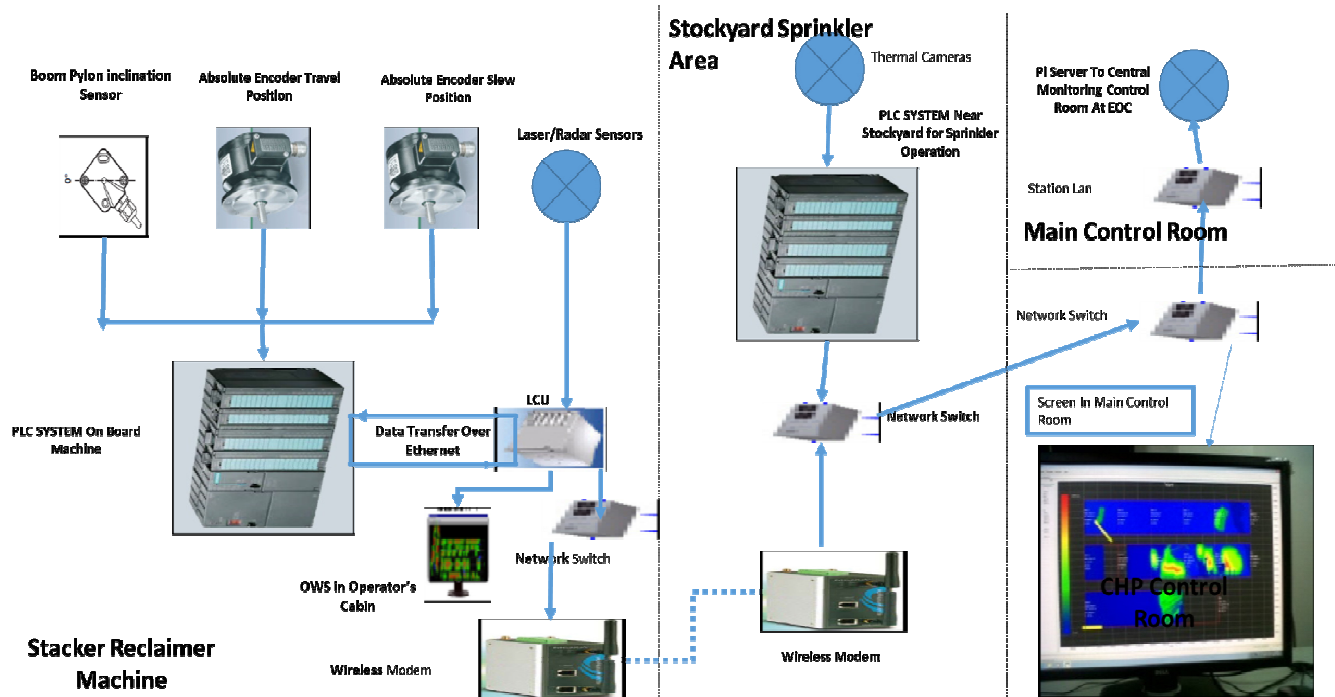 Boom Pylon inclination
Sensor
Absolute Encoder Travel
Position
Absolute Encoder Slew
Position
Laser/Radar Sensors
0°
PLC SYSTEM On Board
Machine
Data Transfer Over
Ethernet
LCU
OWS In Operator's
Cabin
Network Switch
Wireless Modem
Stacker Reclaimer
Machine
Stockyard Sprinkler
Area
Thermal Cameras
PLC SYSTEM Near
Stockyard for Sprinkler
Operation
Network Switch
Wireless Modem
PI Server To Central
Monitoring Control
Room At EOC
Station Lan
Main Control Room
Network Switch
Screen In Main Control
Room
CHP Control
Room